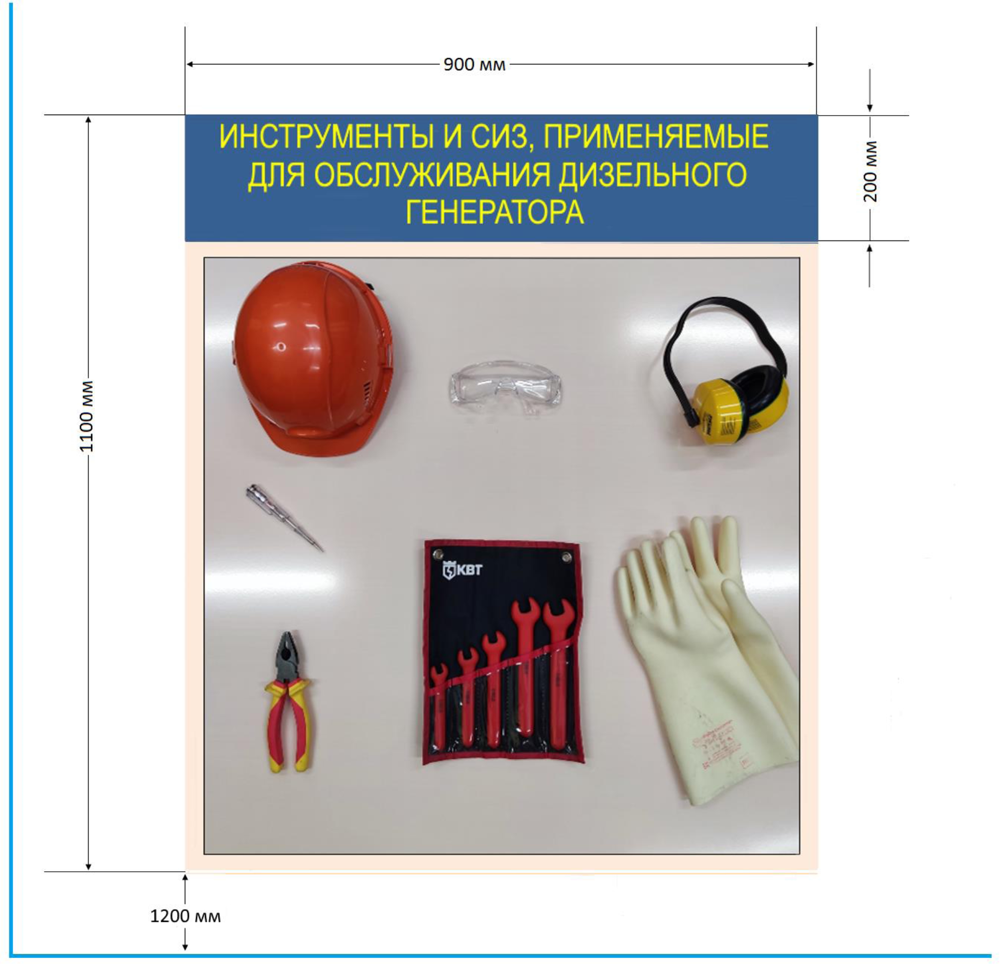 900 мм
ИНСТРУМЕНТЫ И СИЗ, ПРИМЕНЯЕМЫЕ
ДЛЯ ОБСЛУЖИВАНИЯ ДИЗЕЛЬНОГО
ГЕНЕРАТОРА
200 мм
1100 мм
КВТ
1200 мм